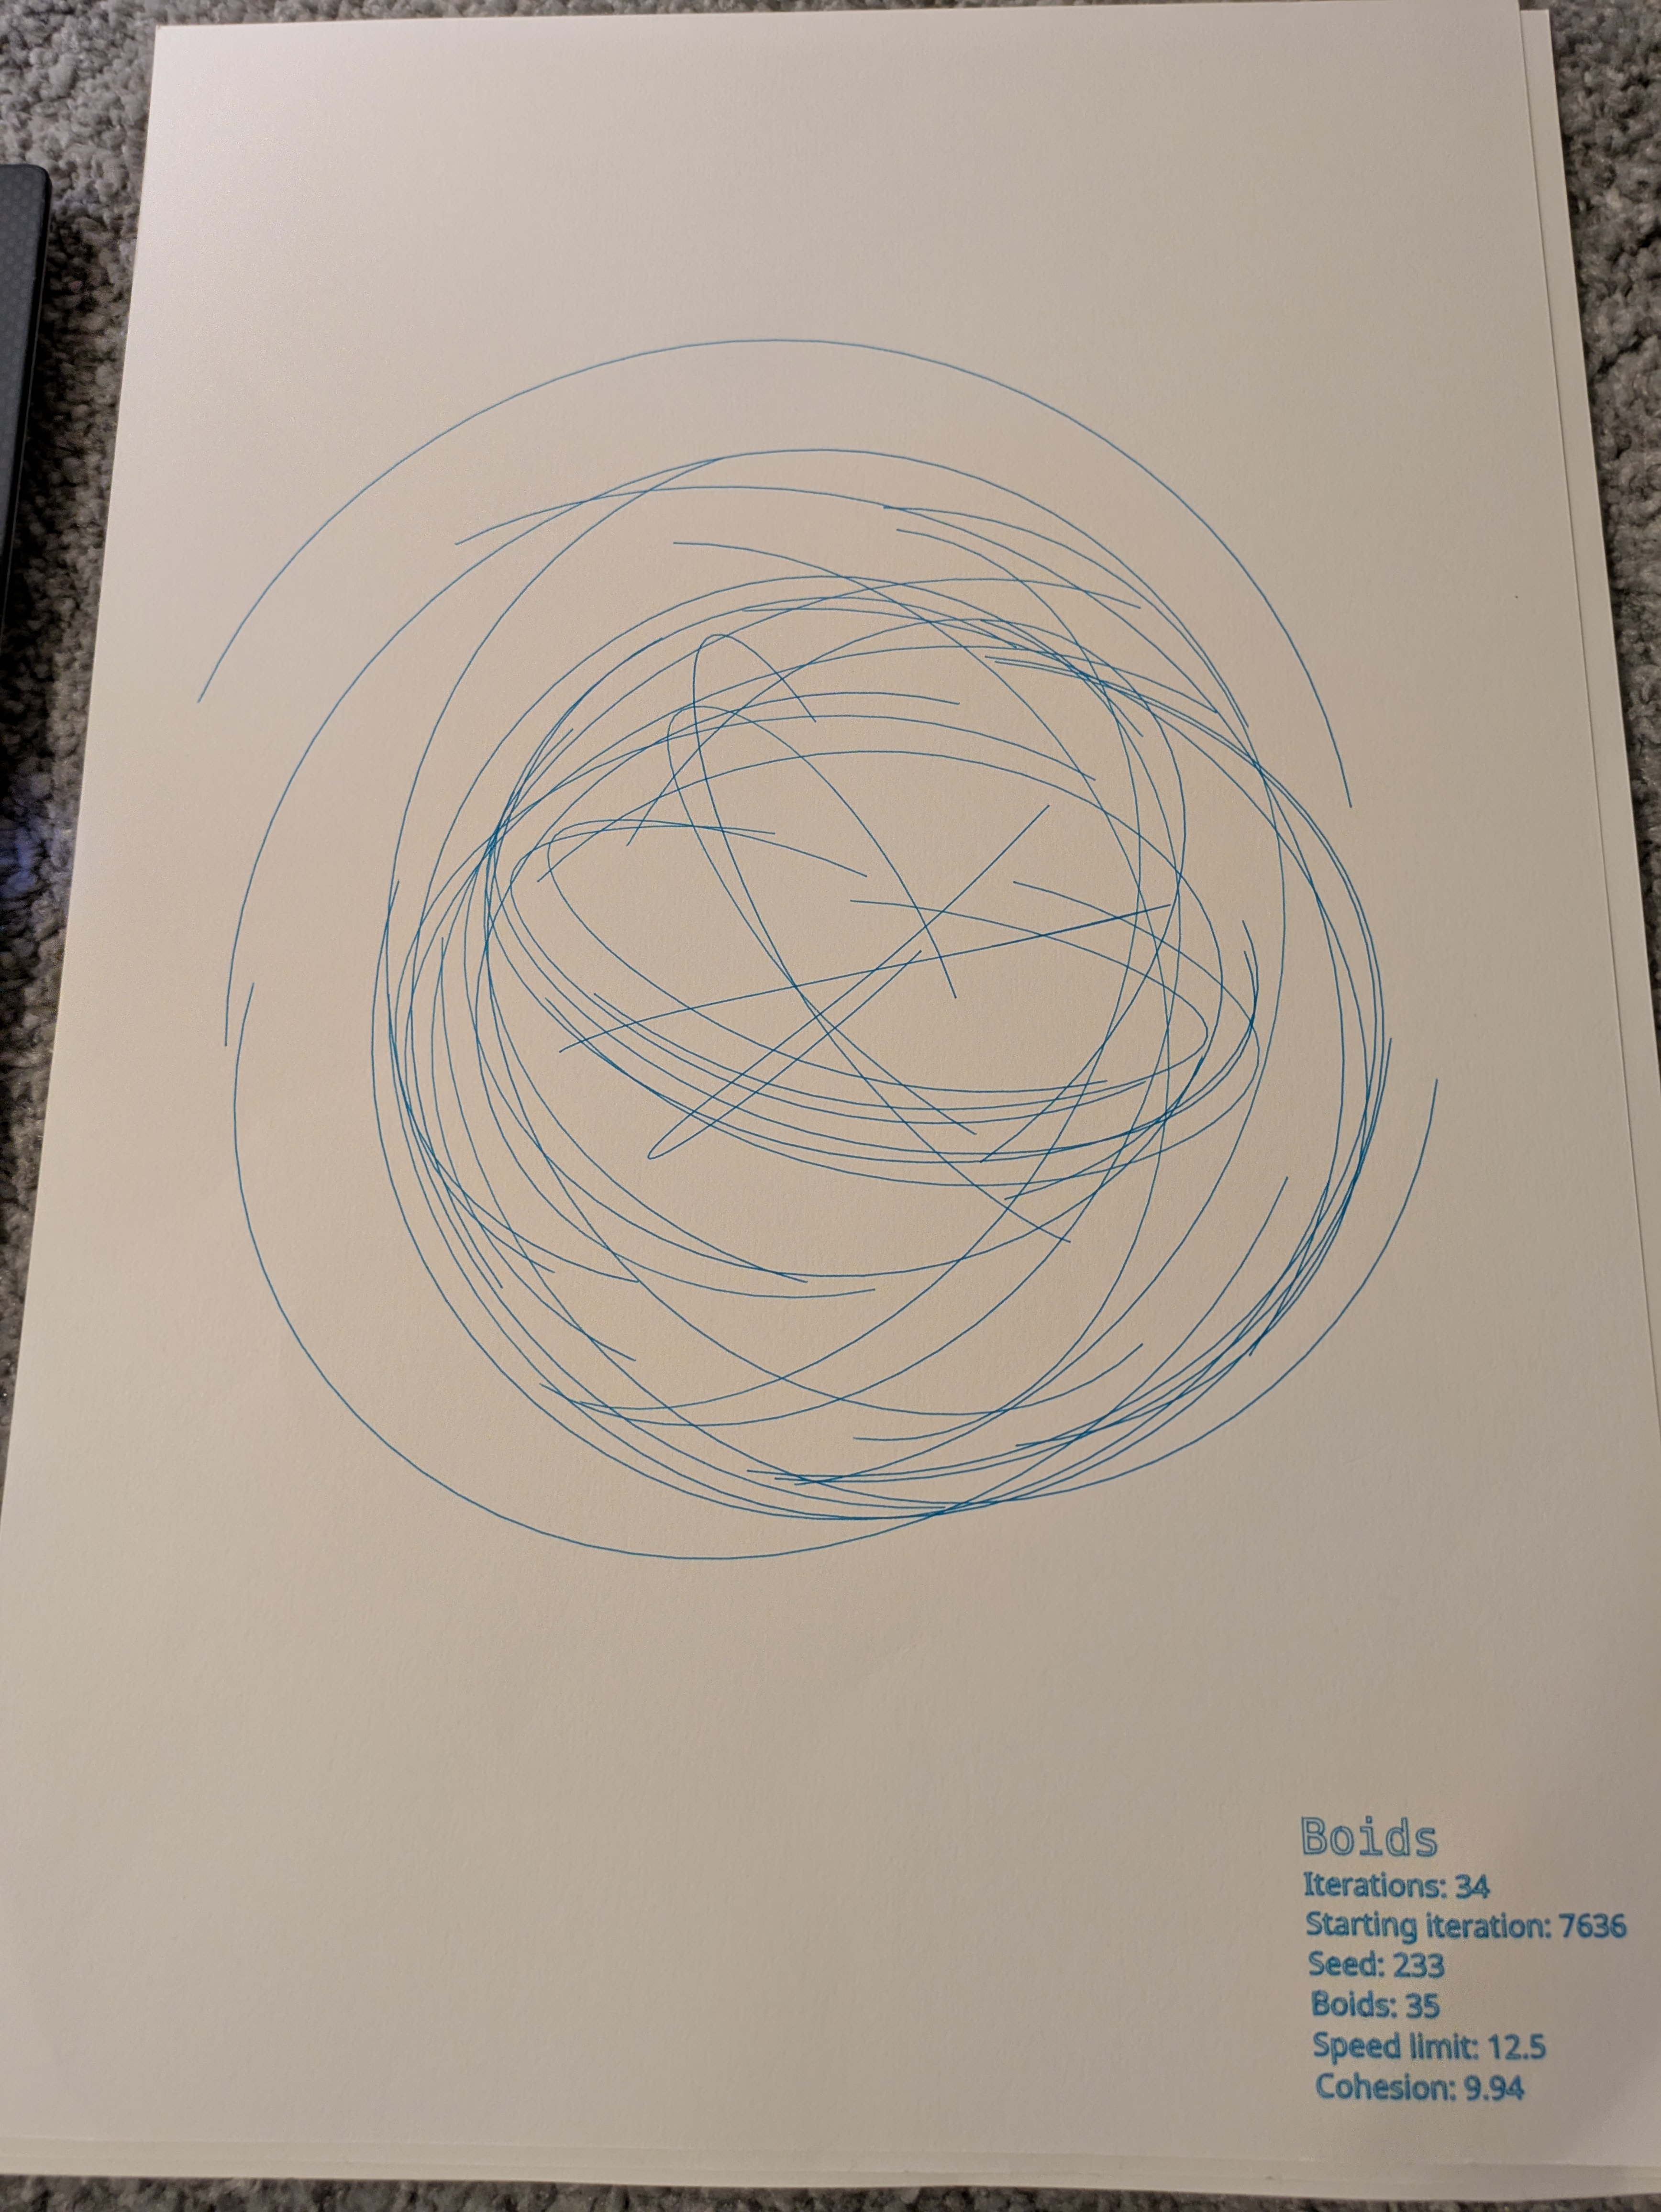 Boids
Iterations: 34
Starting iteration: 7636
Seed: 233
Boids: 35
Speed limit: 12.5
Cohesion: 9.94